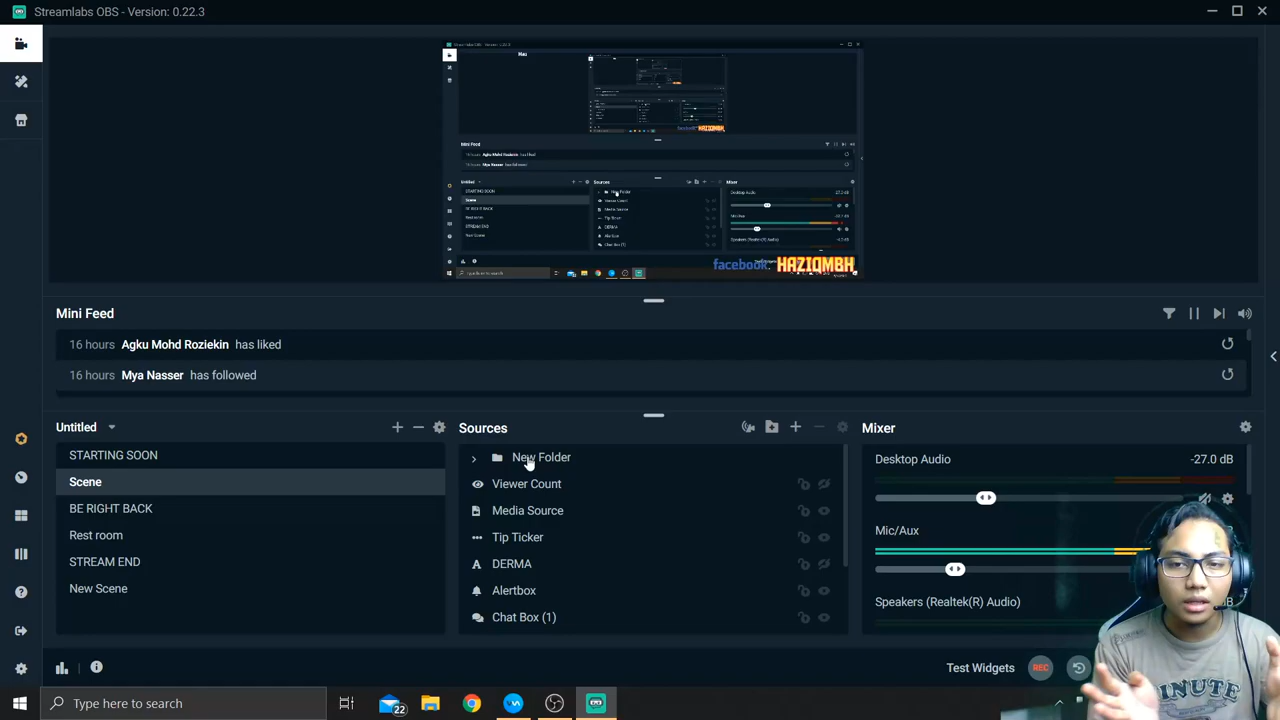 Streamlabs OBS - Version: 0.22.3
Mini Feed
16 hours Agku Mohd Roziekin has liked
16 hours Mya Nasser has followed
Untitled
STARTING SOON
Scene
BE RIGHT BACK
Rest room
STREAM END
New Scene
Sources
New Folder
Viewer Count
Media Source
Tip Ticker
DERMA
Alertbox
Chat Box (1)
Mixer
Desktop Audio -27.0 dB
Mic/Aux
Speakers (Realtek(R) Audio)
facebook HAZIQMBH
Test Widgets REC
MINUTE
Type here to search
22